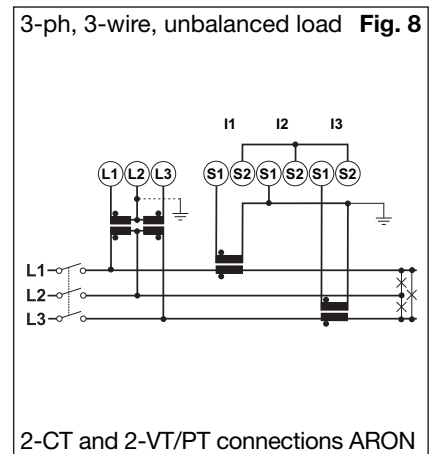 3-ph, 3-wire, unbalanced load Fig. 8
I1 I2 I3
L1 L2 L3 S1 S2 S1 S2 S1 S2
L1
L2
L3
2-CT and 2-VT/PT connections ARON